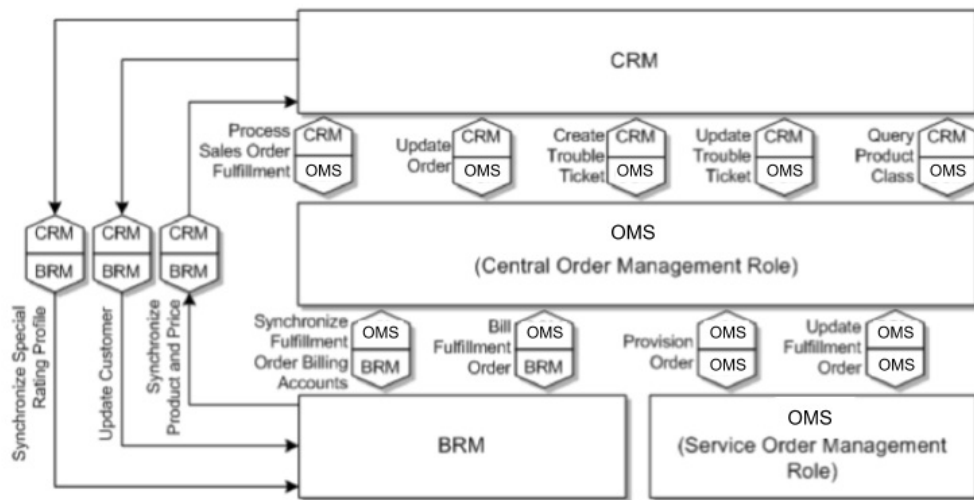 CRM
Process
Sales Order
Fulfillment
CRM
OMS
Update
Order
CRM
OMS
Create
Trouble
Ticket
CRM
OMS
Update
Trouble
Ticket
CRM
OMS
Query
Product
Class
CRM
OMS
CRM
BRM
CRM
BRM
CRM
BRM
Synchronize Special
Rating Profile
Update Customer
Synchronize
Product and Price
OMS
(Central Order Management Role)
Synchronize
Fulfillment
Order Billing
Accounts
OMS
BRM
Bill
Fulfillment
Order
OMS
BRM
Provision
Order
OMS
OMS
Update
Fulfillment
Order
OMS
OMS
BRM
OMS
(Service Order Management
Role)